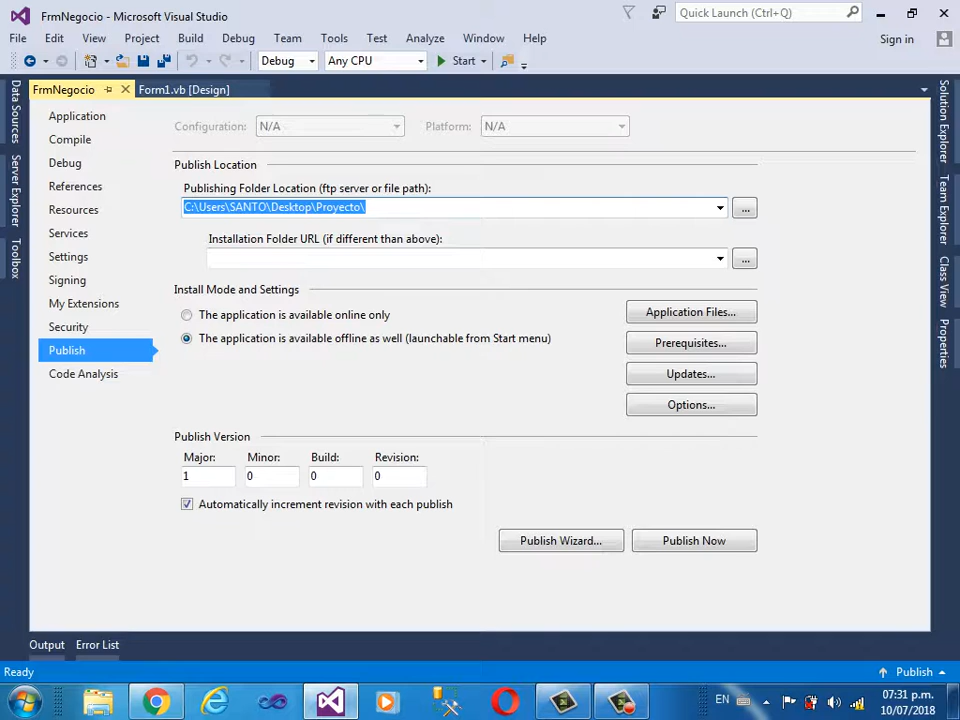 FrmNegocio - Microsoft Visual Studio
Quick Launch (Ctrl+Q)
File Edit View Project Build Debug Team Tools Test Analyze Window Help
Sign in
Debug Any CPU Start
FrmNegocio Form1.vb [Design]
Data Sources
Server Explorer
Toolbox
Application
Compile
Debug
References
Resources
Services
Settings
Signing
My Extensions
Security
Publish
Code Analysis
Configuration: N/A Platform: N/A
Publish Location
Publishing Folder Location (ftp server or file path):
C:\Users\SANTO\Desktop\Proyecto\
...
Installation Folder URL (if different than above):
...
Install Mode and Settings
The application is available online only
The application is available offline as well (launchable from Start menu)
Application Files...
Prerequisites...
Updates...
Options...
Publish Version
Major: Minor: Build: Revision:
1 0 0 0
Automatically increment revision with each publish
Publish Wizard... Publish Now
Solution Explorer
Team Explorer
Class View
Properties
Output Error List
Ready Publish
EN
07:31 p.m.
10/07/2018